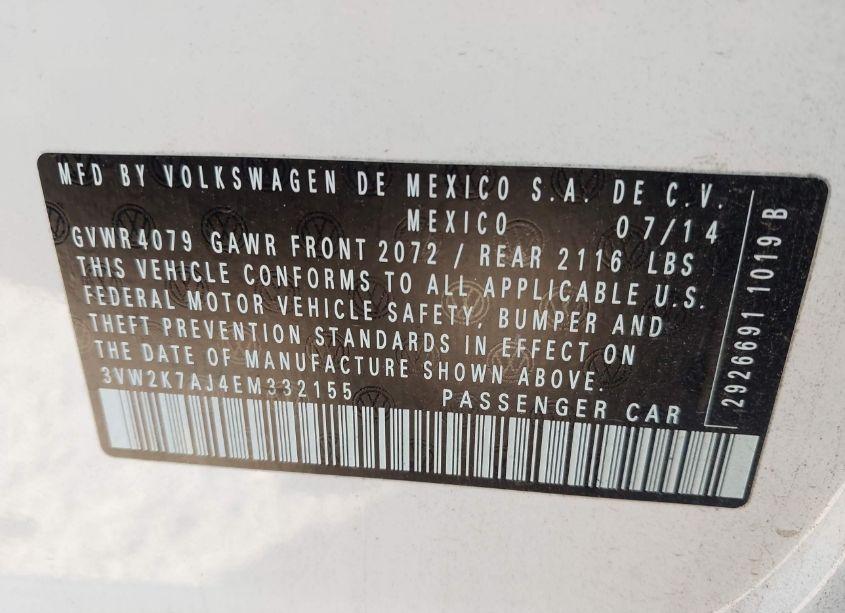 MFD BY VOLKSWAGEN DE MEXICO S.A. DE C.V.
MEXICO 07/14
GVWR4079 GAWR FRONT 2072 / REAR 2116 LBS
THIS VEHICLE CONFORMS TO ALL APPLICABLE U.S.
FEDERAL MOTOR VEHICLE SAFETY, BUMPER AND
THEFT PREVENTION STANDARDS IN EFFECT ON
THE DATE OF MANUFACTURE SHOWN ABOVE.
3VW2K7AJ4EM332155 PASSENGER CAR
2926691 1019 B